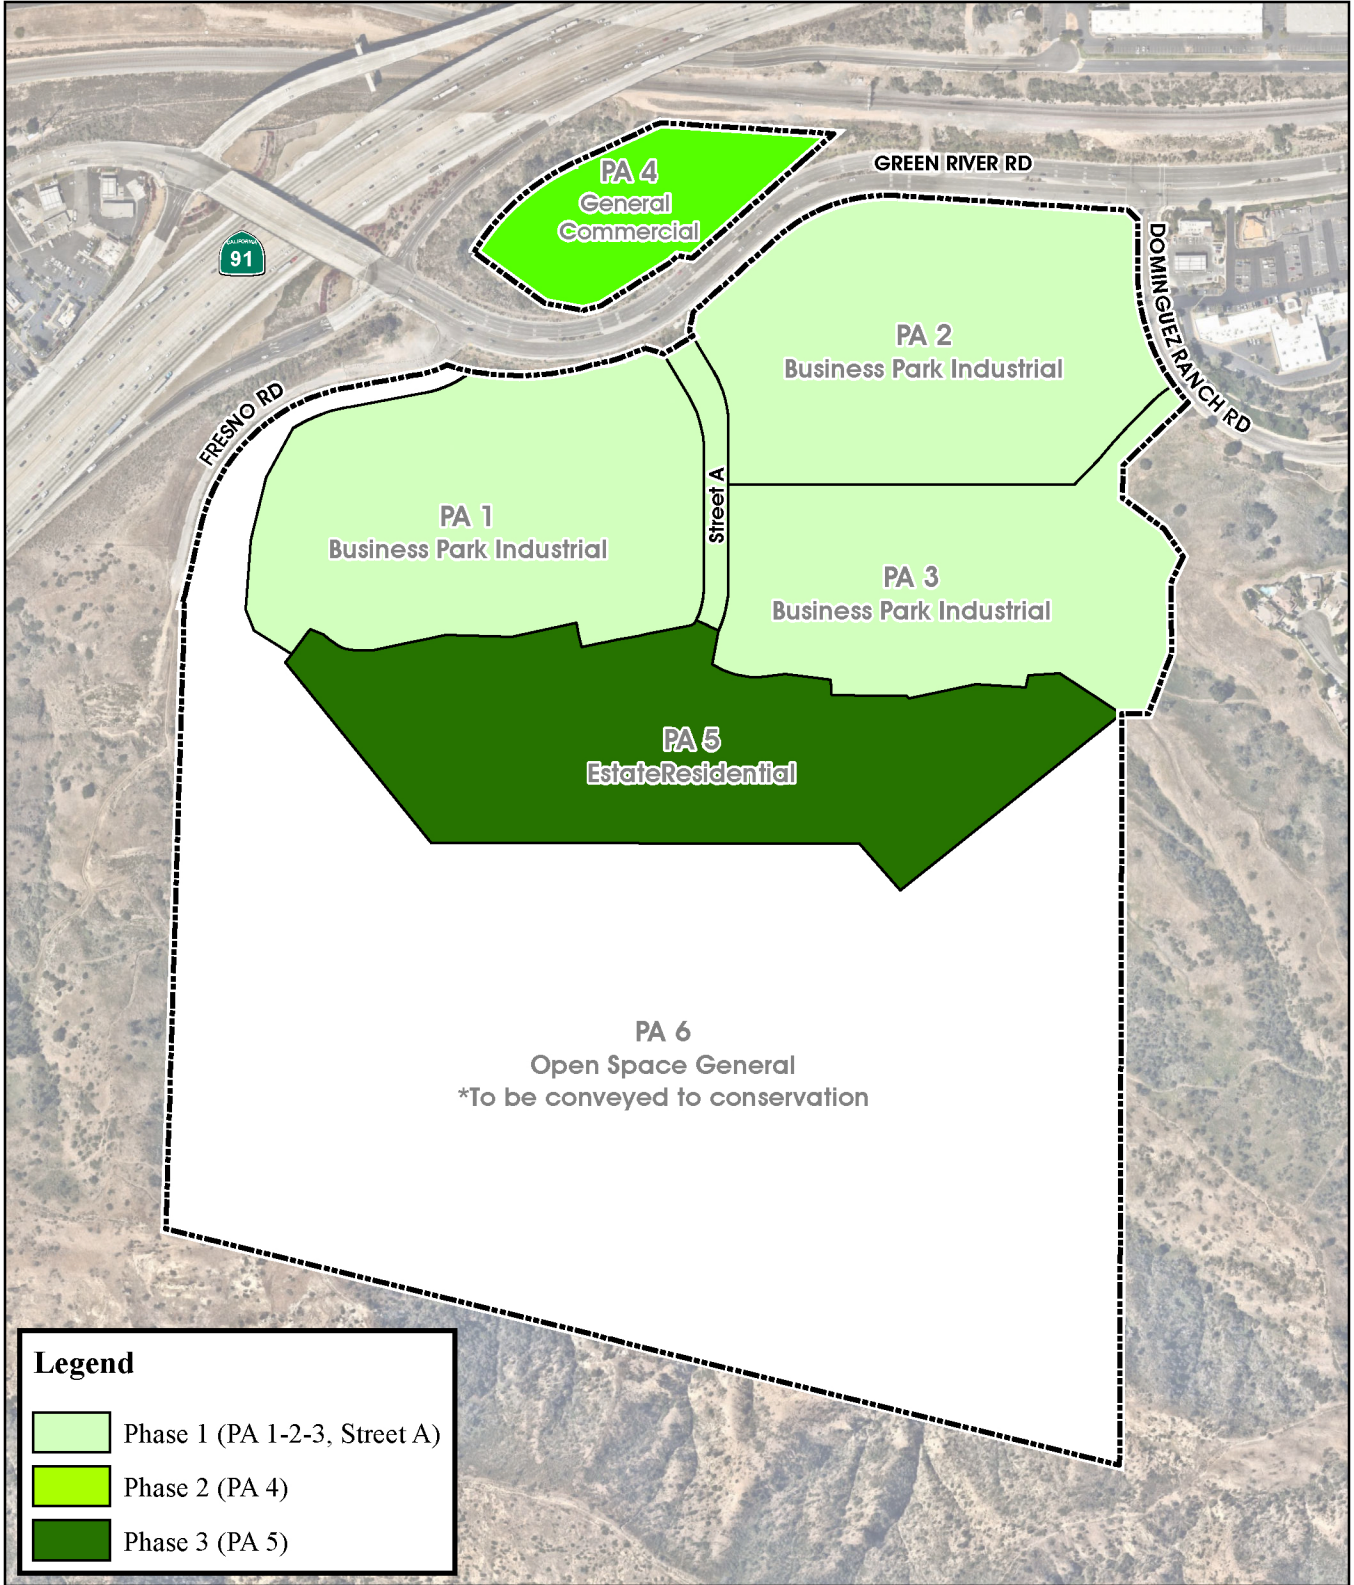 PA 4
General
Commercial
GREEN RIVER RD
CALIFORNIA
91
DOMINGUEZ RANCH RD
PA 2
Business Park Industrial
FRESNO RD
Street A
PA 1
Business Park Industrial
PA 3
Business Park Industrial
PA 5
EstateResidential
PA 6
Open Space General
*To be conveyed to conservation
Legend
Phase 1 (PA 1-2-3, Street A)
Phase 2 (PA 4)
Phase 3 (PA 5)